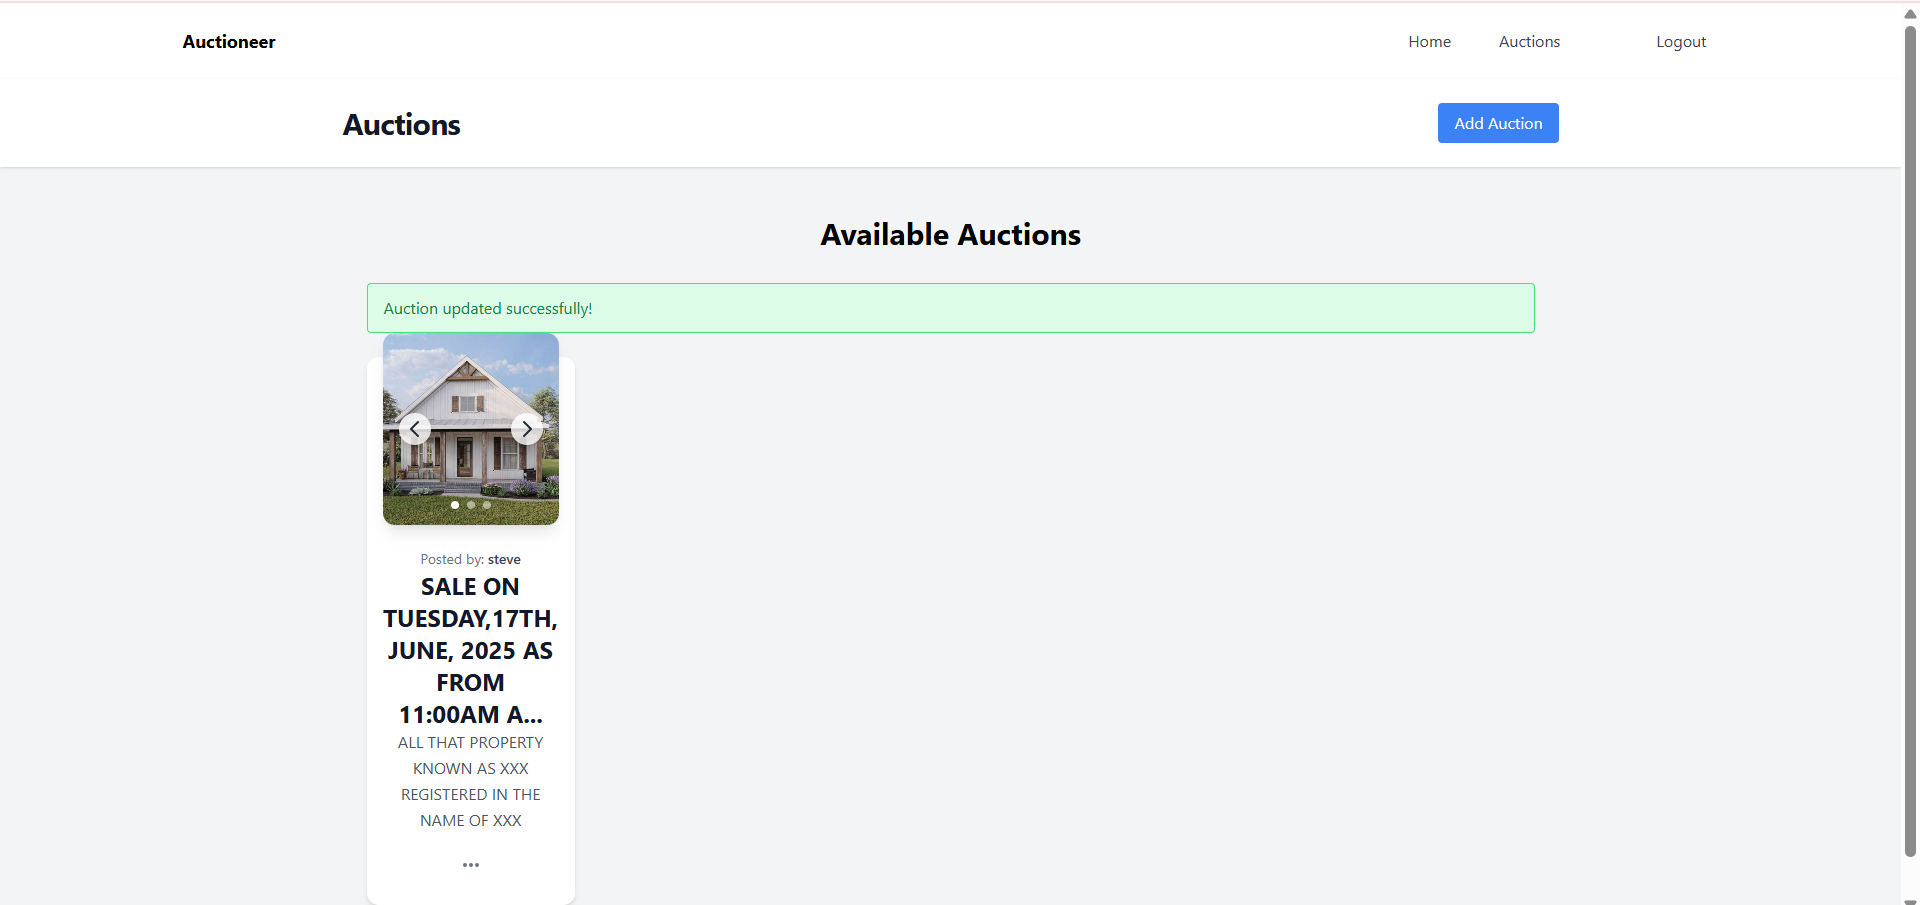 Auctioneer
Home
Auctions
Logout
Auctions
Add Auction
Available Auctions
Auction updated successfully!
Posted by: steve
SALE ON
TUESDAY,17TH,
JUNE, 2025 AS
FROM
11:00AM A...
ALL THAT PROPERTY
KNOWN AS XXX
REGISTERED IN THE
NAME OF XXX